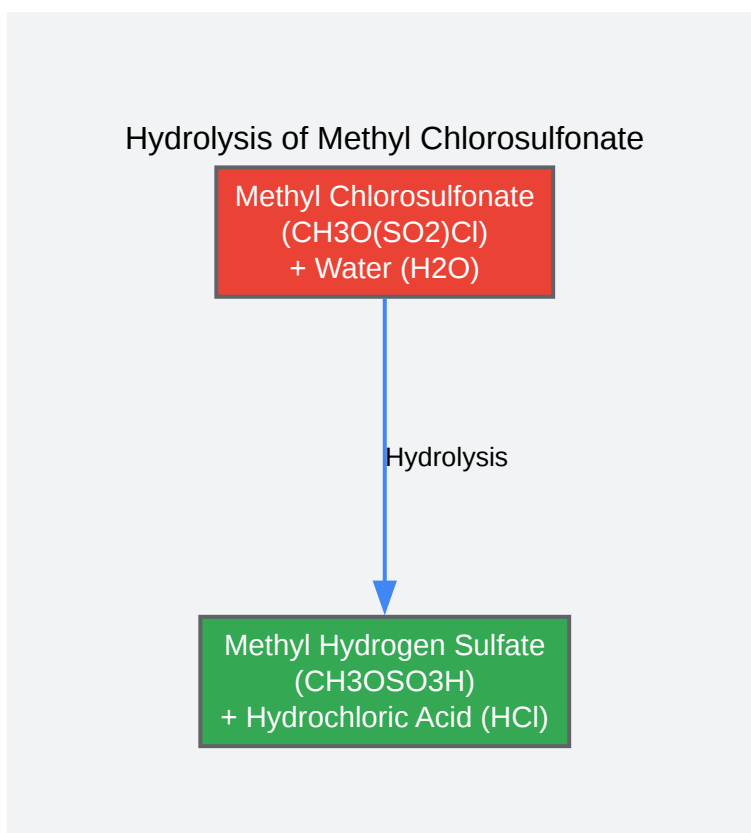 Hydrolysis of Methyl Chlorosulfonate
Methyl Chlorosulfonate
(CH3O(SO2)Cl)
+ Water (H2O)
Hydrolysis
Methyl Hydrogen Sulfate
(CH3OSO3H)
+ Hydrochloric Acid (HCl)